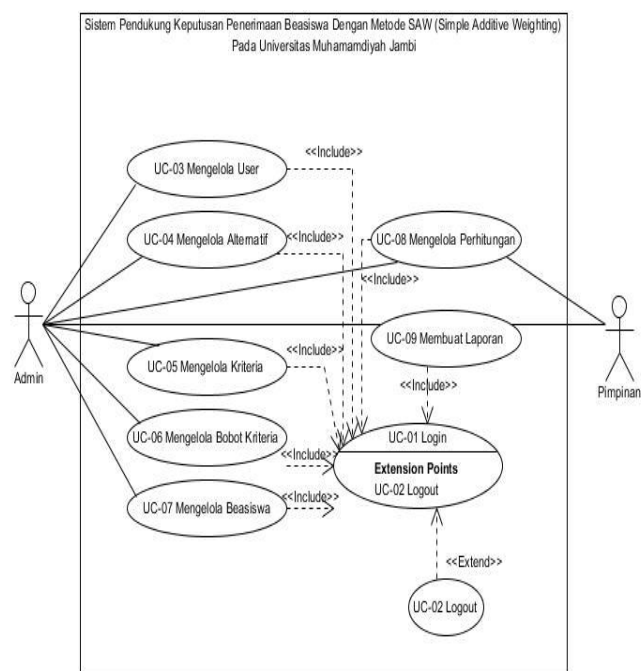 Sistem Pendukung Keputusan Penerimaan Beasiswa Dengan Metode SAW (Simple Additive Weighting)
Pada Universitas Muhamamdiyah Jambi
<<Include>>
UC-03 Mengelola User
UC-04 Mengelola Alternatif
<<Include>>
UC-08 Mengelola Perhitungan
<<Include>>
Admin
Pimpinan
UC-09 Membuat Laporan
UC-05 Mengelola Kriteria
<<Include>>
<<Include>>
UC-06 Mengelola Bobot Kriteria
<<Include>>
UC-01 Login
Extension Points
UC-02 Logout
UC-07 Mengelola Beasiswa
<<Include>>
<<Extend>>
UC-02 Logout